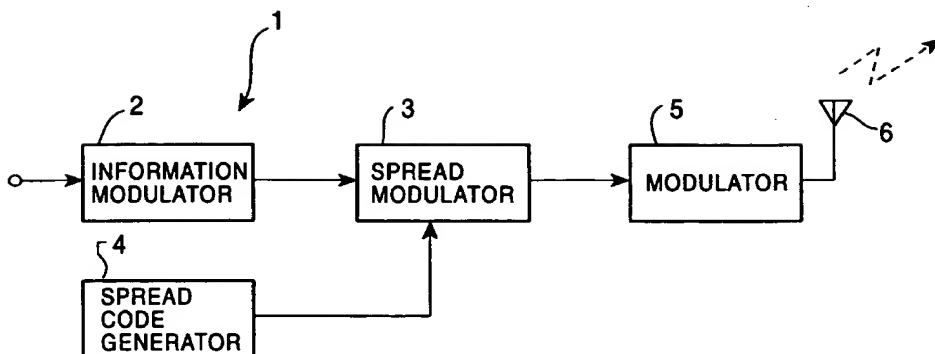 1
2
3
5
6
INFORMATION
MODULATOR
SPREAD
MODULATOR
MODULATOR
4
SPREAD
CODE
GENERATOR